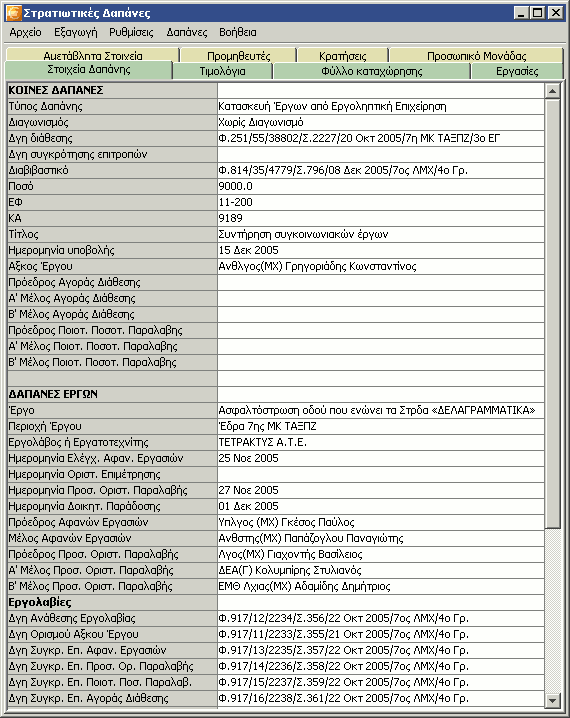 Στρατιωτικές Δαπάνες
Αρχείο Εξαγωγή Ρυθμίσεις Δαπάνες Βοήθεια
Αμετάβλητα Στοιχεία Προμηθευτές Κρατήσεις Προσωπικό Μονάδας
Στοιχεία Δαπάνης Τιμολόγια Φύλλο καταχώρησης Εργασίες
ΚΟΙΝΕΣ ΔΑΠΑΝΕΣ
Τύπος Δαπάνης Κατασκευή Έργων από Εργοληπτική Επιχείρηση
Διαγωνισμός Χωρίς Διαγωνισμό
Δγη διάθεσης Φ.251/55/38802/Σ.2227/20 Οκτ 2005/7η ΜΚ ΤΑΞΠΖ/3ο ΕΓ
Δγη συγκρότησης επιτροπών
Διαβιβαστικό Φ.814/35/4779/Σ.796/08 Δεκ 2005/7ος ΛΜΧ/4ο Γρ.
Ποσό 9000.0
ΕΦ 11-200
ΚΑ 9189
Τίτλος Συντήρηση συγκοινωνιακών έργων
Ημερομηνία υποβολής 15 Δεκ 2005
Αξκος Έργου Ανθλγος(ΜΧ) Γρηγοριάδης Κωνσταντίνος
Πρόεδρος Αγοράς Διάθεσης
Α' Μέλος Αγοράς Διάθεσης
Β' Μέλος Αγοράς Διάθεσης
Πρόεδρος Ποιοτ. Ποσοτ. Παραλαβης
Α' Μέλος Ποιοτ. Ποσοτ. Παραλαβης
Β' Μέλος Ποιοτ. Ποσοτ. Παραλαβης
ΔΑΠΑΝΕΣ ΕΡΓΩΝ
Έργο Ασφαλτόστρωση οδού που ενώνει τα Στρδα «ΔΕΛΑΓΡΑΜΜΑΤΙΚΑ»
Περιοχή Έργου Έδρα 7ης ΜΚ ΤΑΞΠΖ
Εργολάβος ή Εργατοτεχνίτης ΤΕΤΡΑΚΤΥΣ Α.Τ.Ε.
Ημερομηνία Ελέγχ. Αφαν. Εργασιών 25 Νοε 2005
Ημερομηνία Οριστ. Επιμέτρησης
Ημερομηνία Προσ. Οριστ. Παραλαβής 27 Νοε 2005
Ημερομηνία Διοικητ. Παράδοσης 01 Δεκ 2005
Πρόεδρος Αφανών Εργασιών Υπλγος (ΜΧ) Γκέσος Παύλος
Μέλος Αφανών Εργασιών Ανθστης(ΜΧ) Παπάζογλου Παναγιώτης
Πρόεδρος Προσ. Οριστ. Παραλαβής Λγος(ΜΧ) Γιαχοντής Βασίλειος
Α' Μέλος Προσ. Οριστ. Παραλαβής ΔΕΑ(Γ) Κολυμπίρης Στυλιανός
Β' Μέλος Προσ. Οριστ. Παραλαβής ΕΜΘ Λχιας(ΜΧ) Αδαμίδης Δημήτριος
Εργολαβίες
Δγη Ανάθεσης Εργολαβίας Φ.917/12/2234/Σ.356/22 Οκτ 2005/7ος ΛΜΧ/4ο Γρ.
Δγη Ορισμού Αξκου Έργου Φ.917/11/2233/Σ.355/21 Οκτ 2005/7ος ΛΜΧ/4ο Γρ.
Δγη Συγκρ. Επ. Αφαν. Εργασιών Φ.917/13/2235/Σ.357/22 Οκτ 2005/7ος ΛΜΧ/4ο Γρ.
Δγη Συγκρ. Επ. Προσ. Ορ. Παραλαβής Φ.917/14/2236/Σ.358/22 Οκτ 2005/7ος ΛΜΧ/4ο Γρ.
Δγη Συγκρ. Επ. Ποιοτ. Ποσ. Παραλαβ. Φ.917/15/2237/Σ.359/22 Οκτ 2005/7ος ΛΜΧ/4ο Γρ.
Δγη Συγκρ. Επ. Αγοράς Διάθεσης Φ.917/16/2238/Σ.361/22 Οκτ 2005/7ος ΛΜΧ/4ο Γρ.